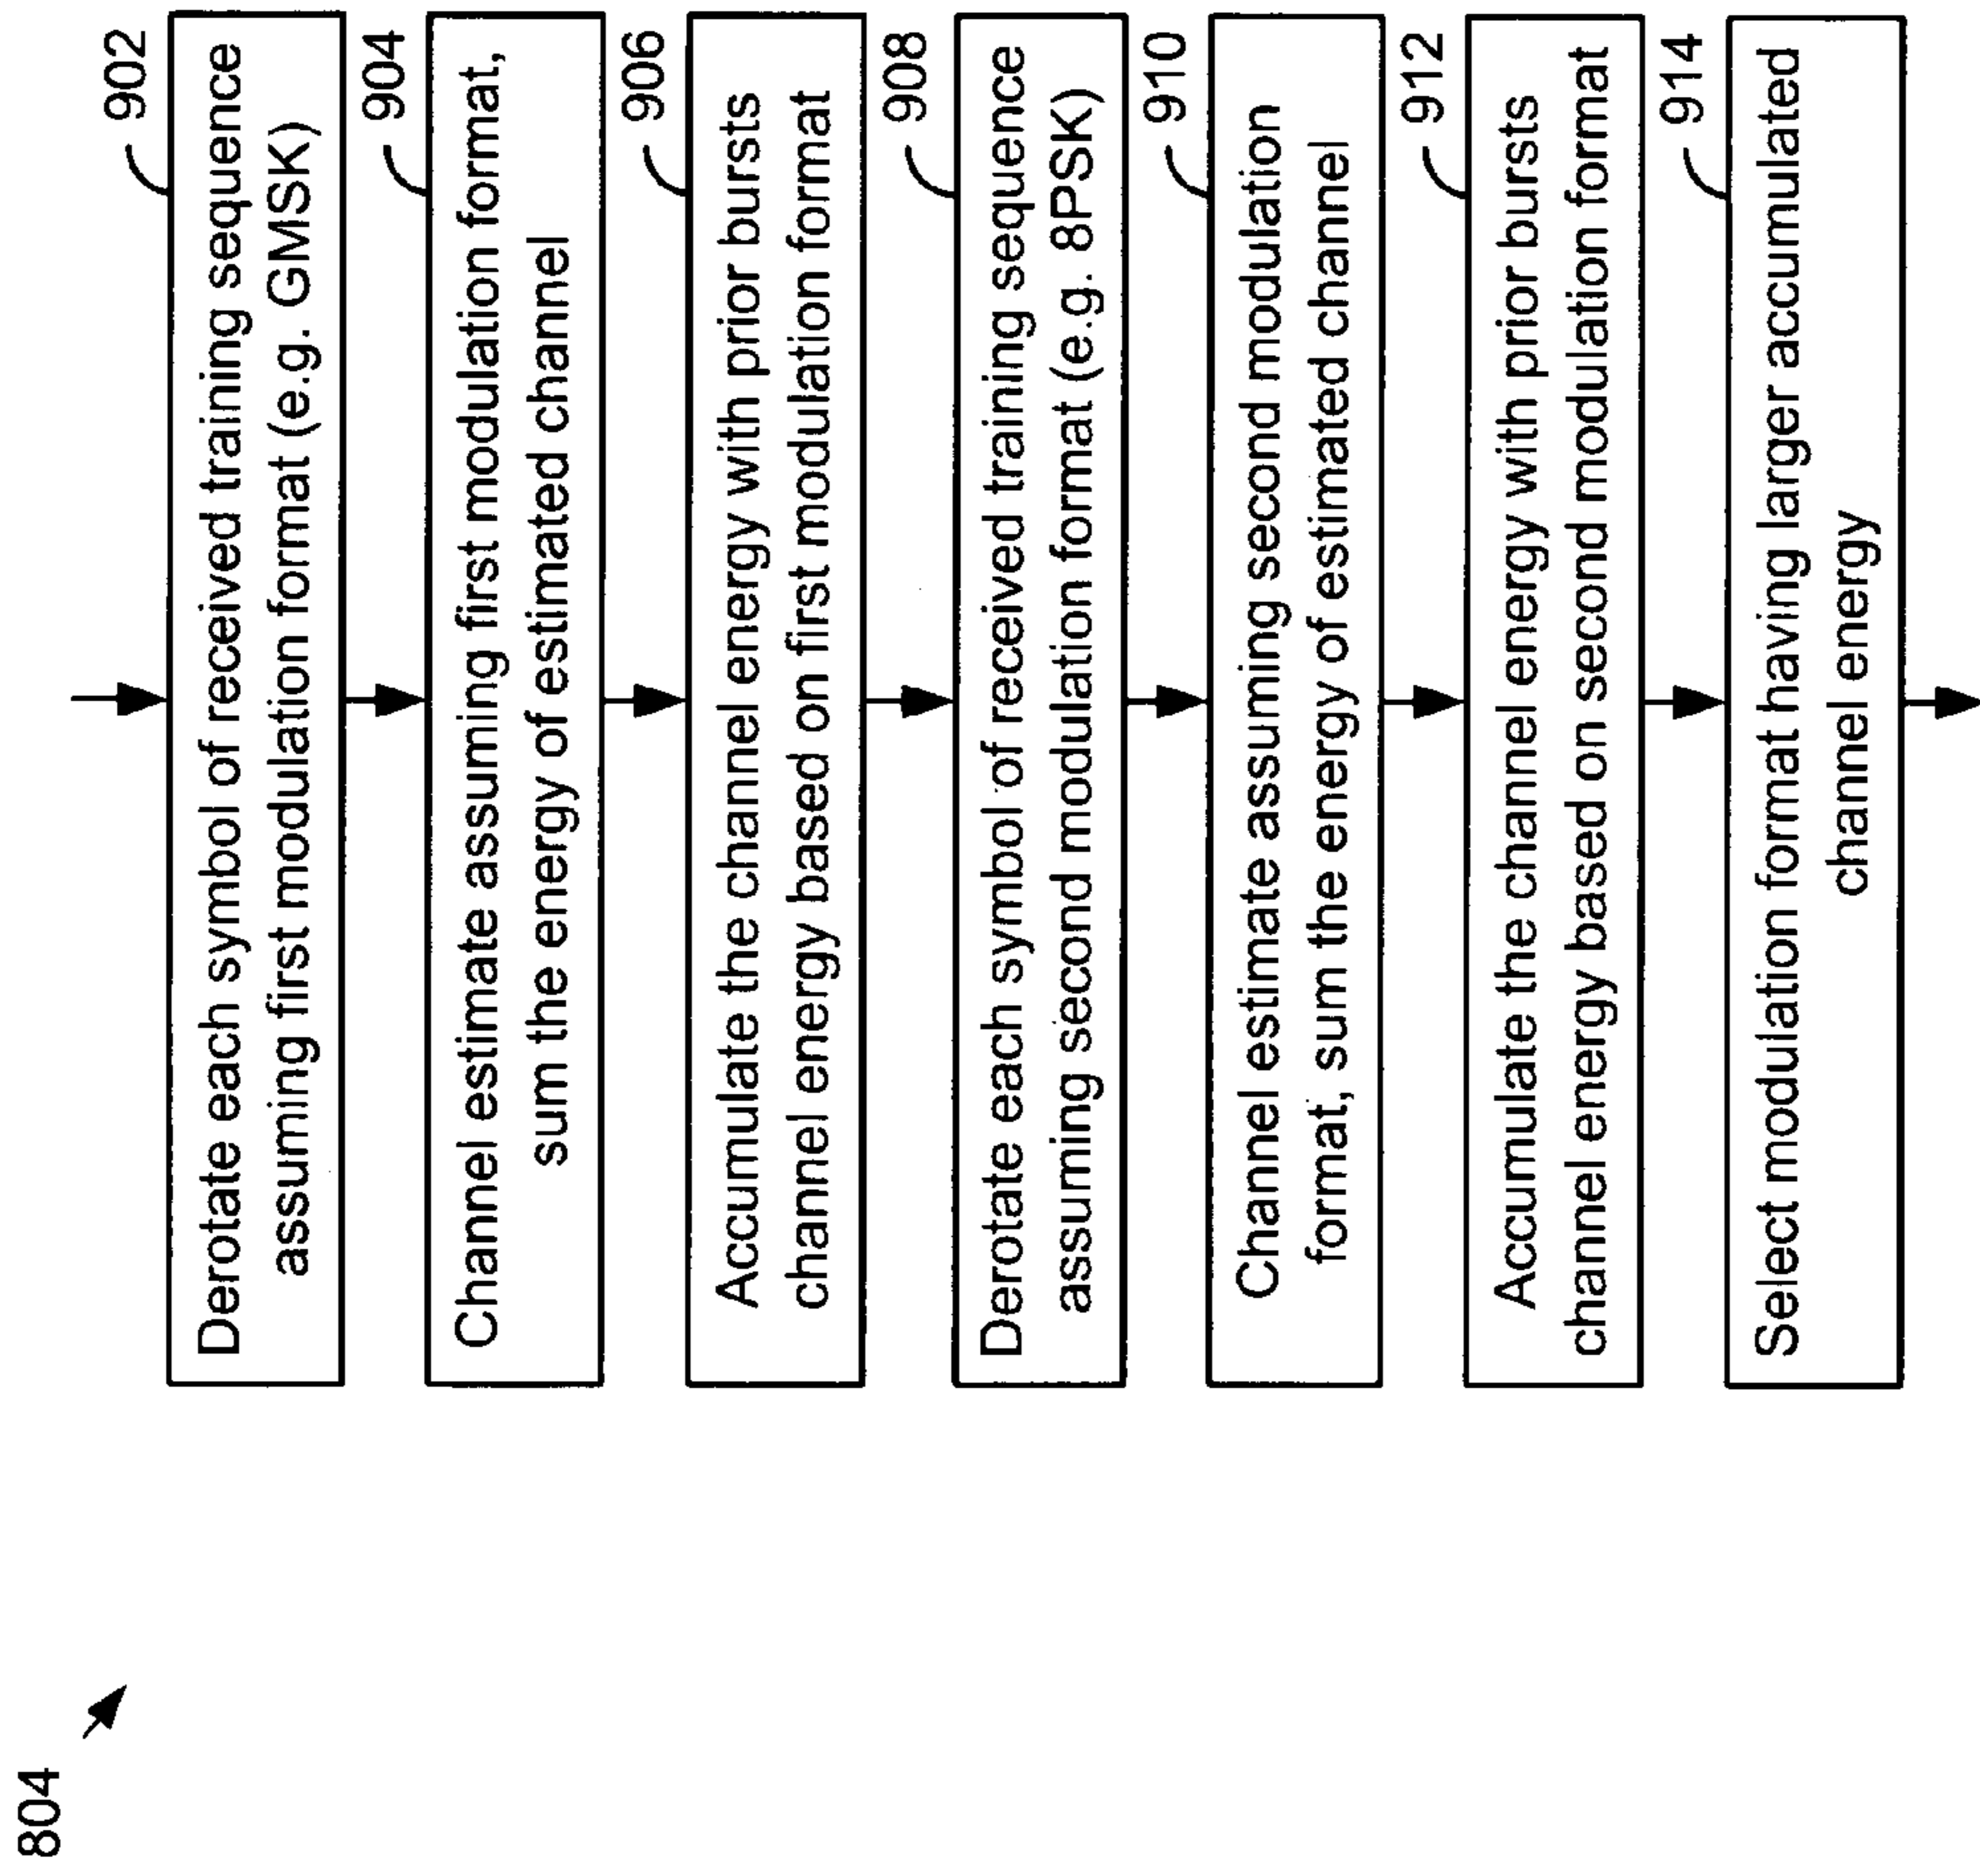 804
902
Derotate each symbol of received training sequence
assuming first modulation format (e.g. GMSK)
904
Channel estimate assuming first modulation format,
sum the energy of estimated channel
906
Accumulate the channel energy with prior bursts
channel energy based on first modulation format
908
Derotate each symbol of received training sequence
assuming second modulation format (e.g. 8PSK)
910
Channel estimate assuming second modulation
format, sum the energy of estimated channel
912
Accumulate the channel energy with prior bursts
channel energy based on second modulation format
914
Select modulation format having larger accumulated
channel energy